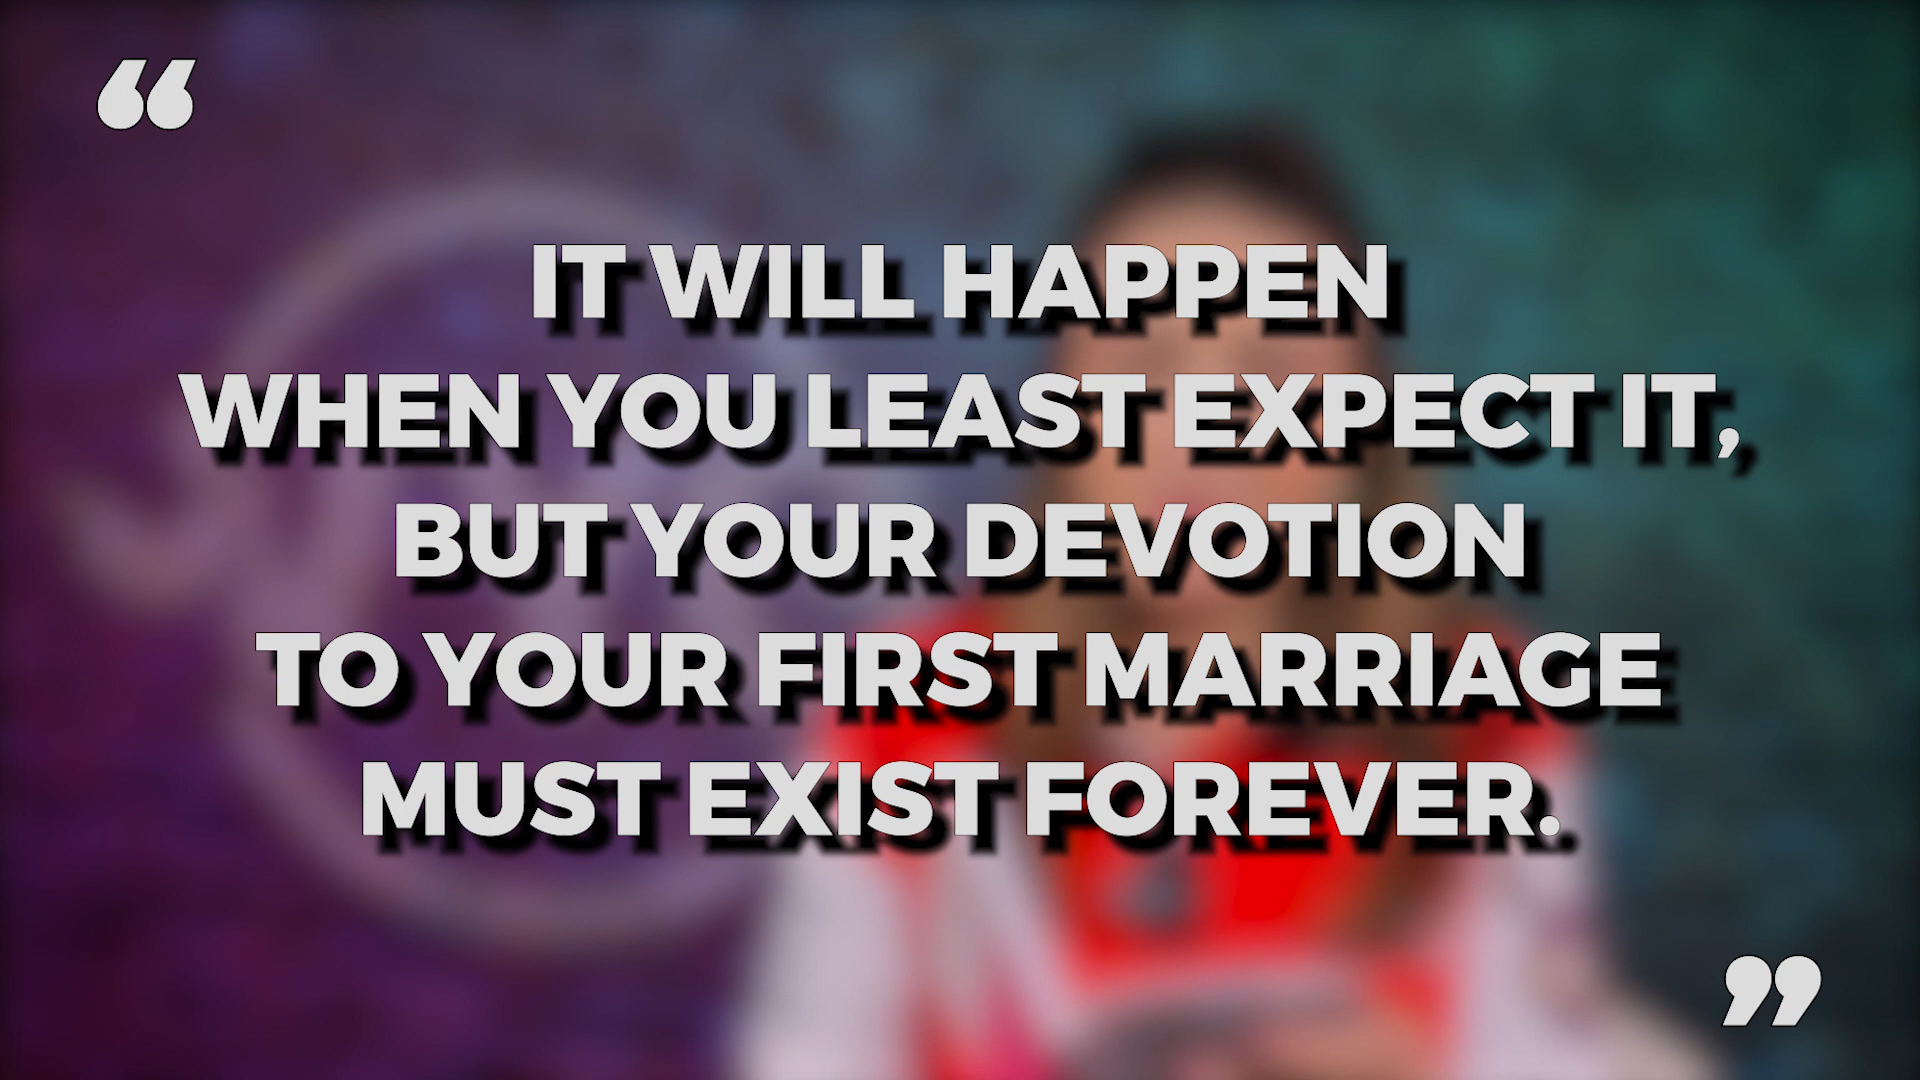 “
IT WILL HAPPEN
WHEN YOU LEAST EXPECT IT,
BUT YOUR DEVOTION
TO YOUR FIRST MARRIAGE
MUST EXIST FOREVER.
”